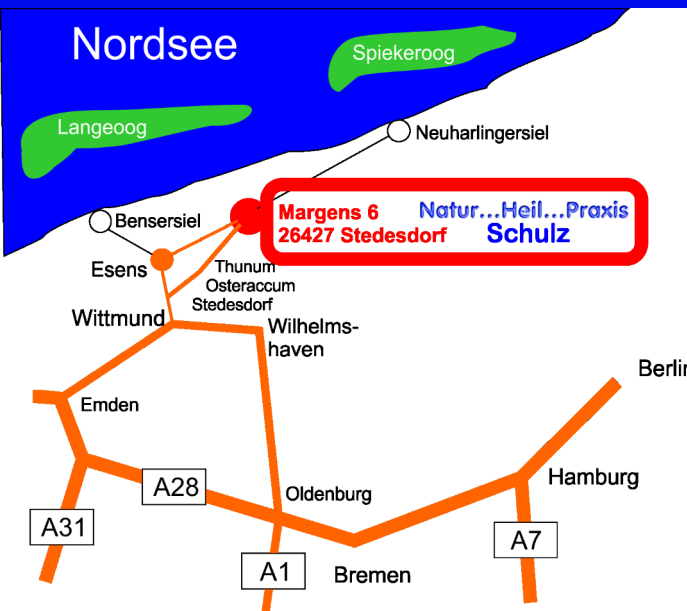 Nordsee
Spiekeroog
Langeoog
Neuharlingersiel
Margens 6
Natur...Heil...Praxis
26427 Stedesdorf
Schulz
Bensersiel
Esens
Thunum
Osteraccum
Stedesdorf
Wittmund
Wilhelms-
haven
Berlin
Emden
Hamburg
A28
Oldenburg
A31
A7
A1
Bremen